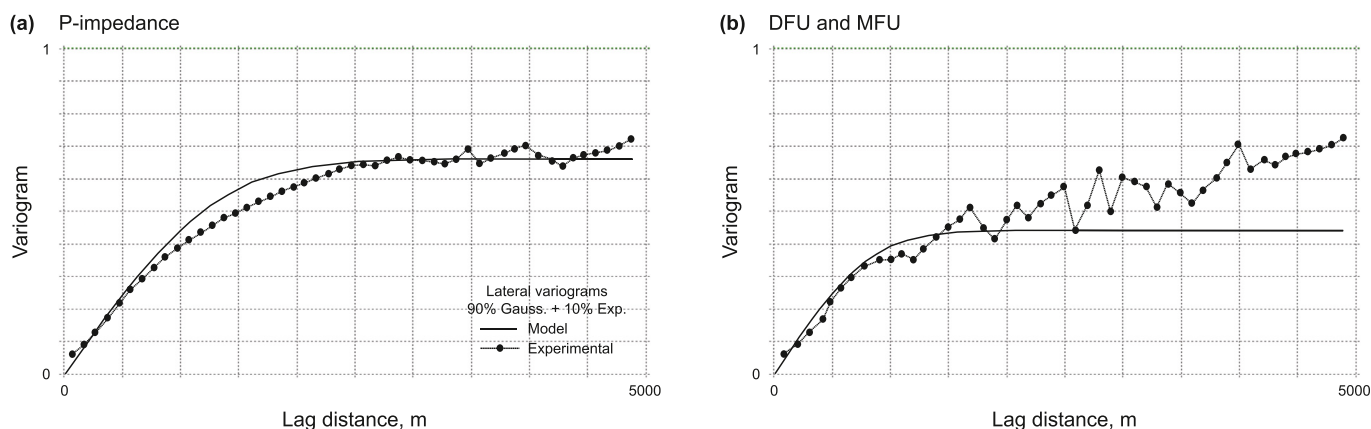 (a) P-impedance
1
Variogram
Lateral variograms
90% Gauss. + 10% Exp.
Model
Experimental
0
0
5000
Lag distance, m
(b) DFU and MFU
1
Variogram
0
0
5000
Lag distance, m